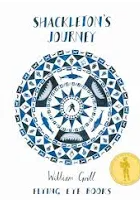 SHACKLETON'S
JOURNEY
William Grill
FLYING EYE BOOKS